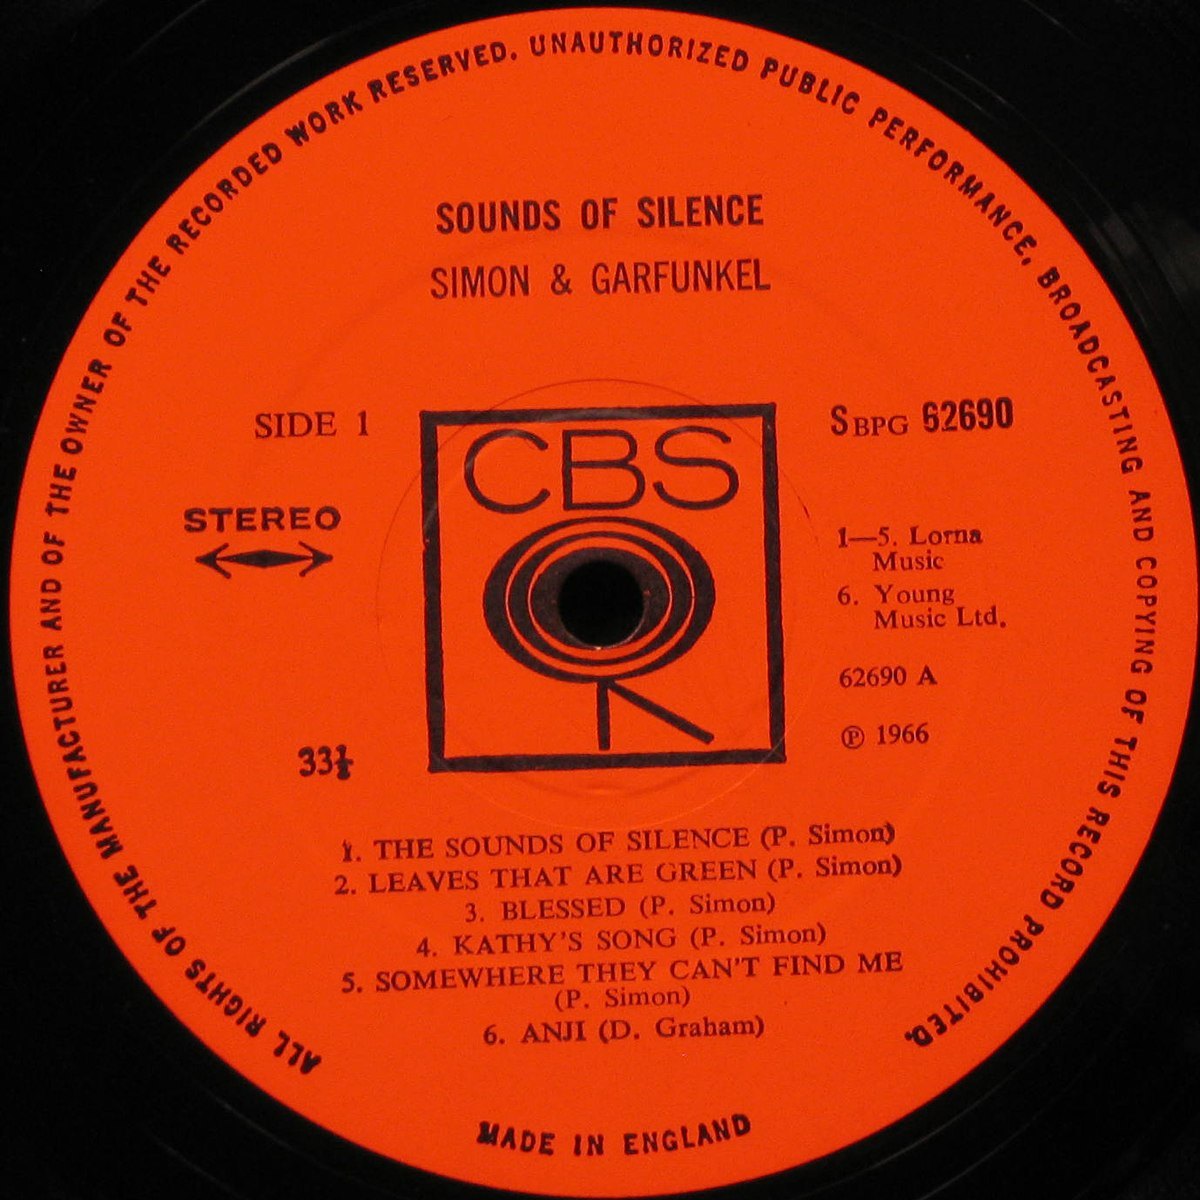 ALL RIGHTS OF THE MANUFACTURER AND OF THE OWNER OF THE RECORDED WORK RESERVED. UNAUTHORIZED PUBLIC PERFORMANCE, BROADCASTING AND COPYING OF THIS RECORD PROHIBITED.
SOUNDS OF SILENCE
SIMON & GARFUNKEL
SIDE 1
STEREO
33⅓
CBS
SBPG 62690
1—5. Lorna
Music
6. Young
Music Ltd.
62690 A
℗ 1966
1. THE SOUNDS OF SILENCE (P. Simon)
2. LEAVES THAT ARE GREEN (P. Simon)
3. BLESSED (P. Simon)
4. KATHY'S SONG (P. Simon)
5. SOMEWHERE THEY CAN'T FIND ME
(P. Simon)
6. ANJI (D. Graham)
MADE IN ENGLAND